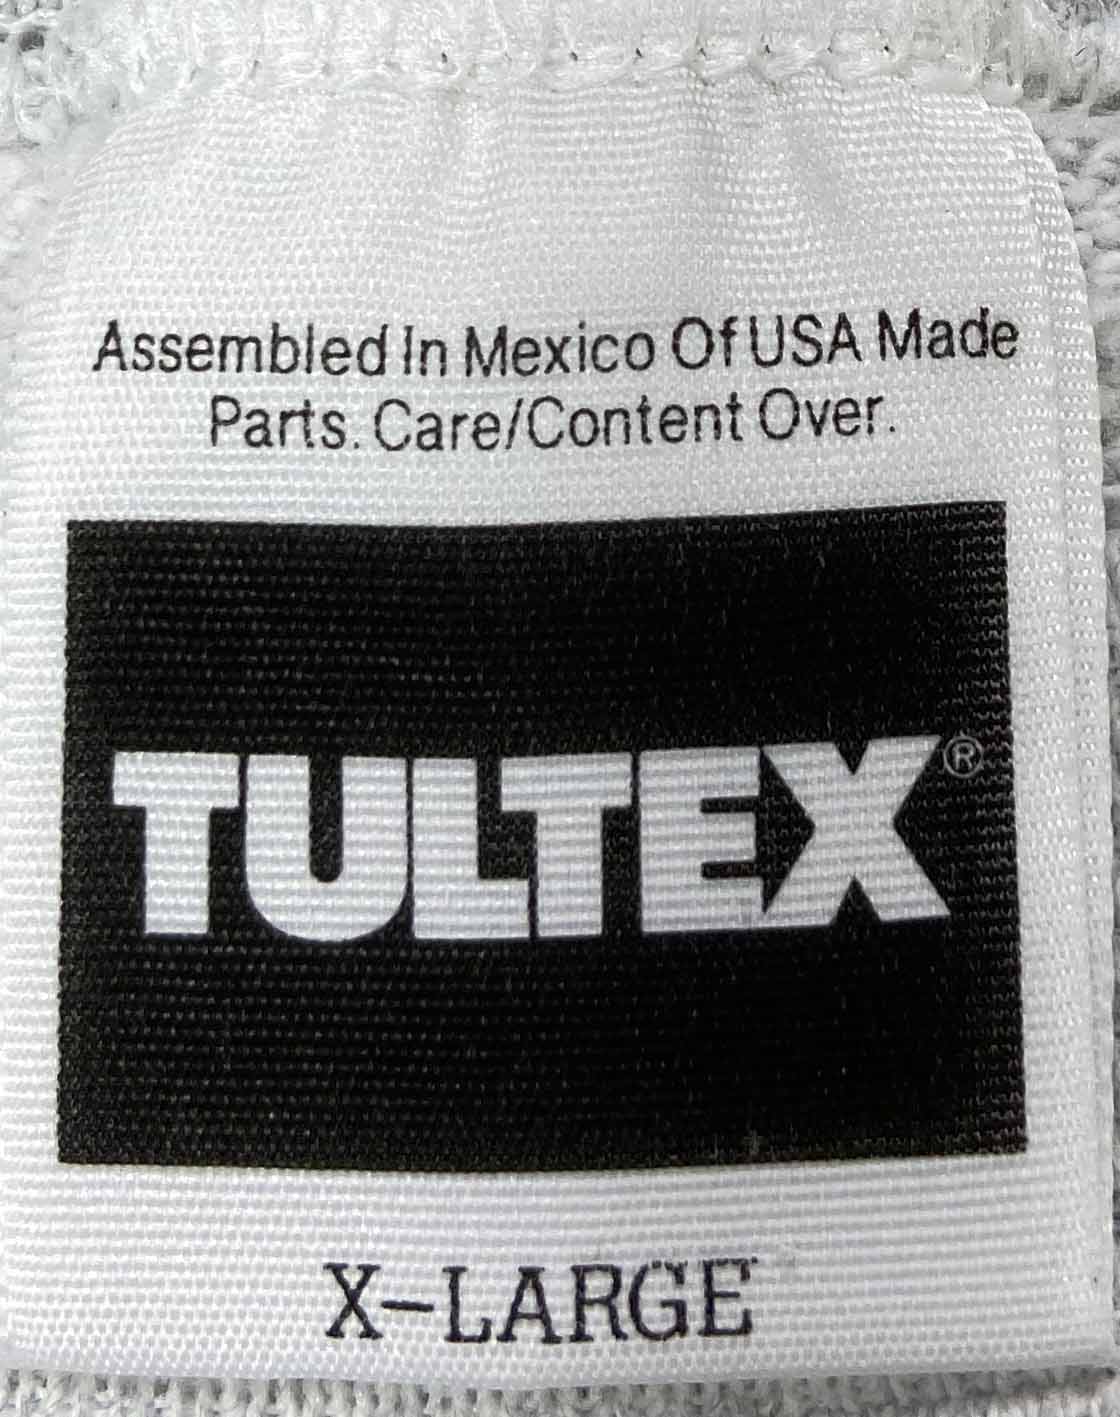 Assembled In Mexico Of USA Made
Parts. Care/Content Over.
TULTEX®
X-LARGE